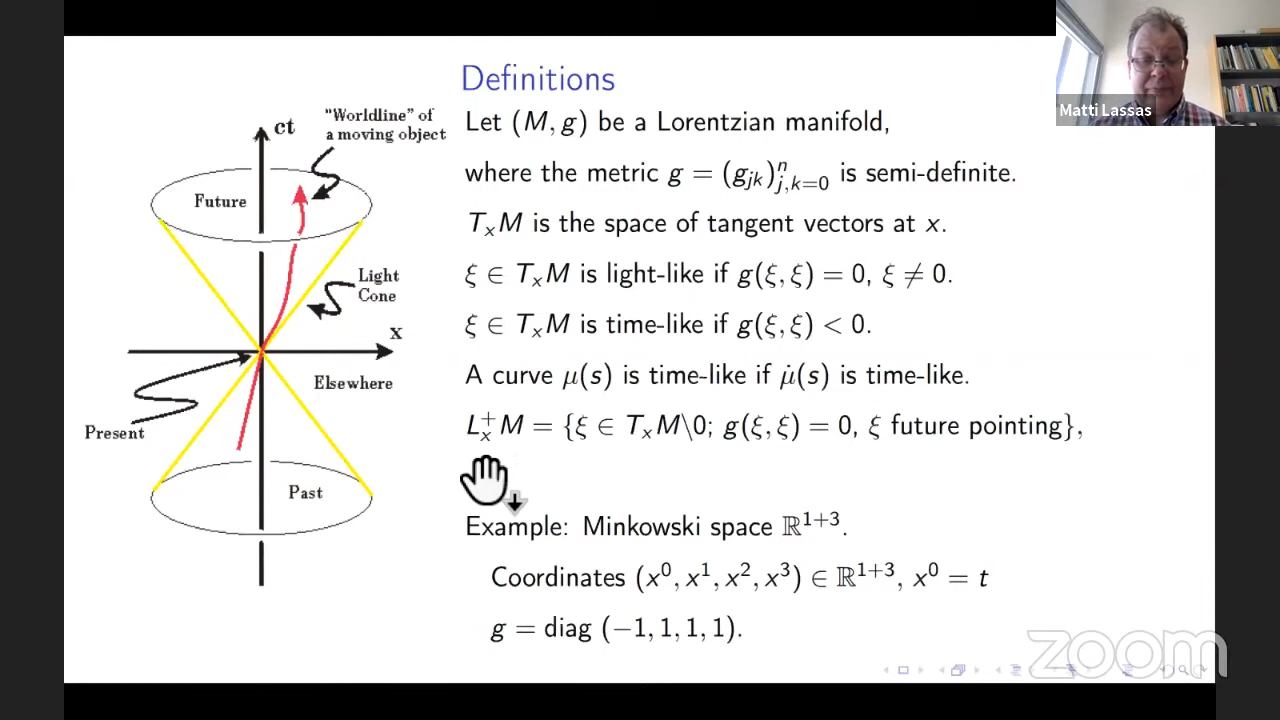 Definitions
Let (M, g) be a Lorentzian manifold,
where the metric g = (g_{jk})^n_{j,k=0} is semi-definite.
T_xM is the space of tangent vectors at x.
ξ ∈ T_xM is light-like if g(ξ, ξ) = 0, ξ ≠ 0.
ξ ∈ T_xM is time-like if g(ξ, ξ) < 0.
A curve μ(s) is time-like if μ̇(s) is time-like.
L^+_xM = {ξ ∈ T_xM\0; g(ξ, ξ) = 0, ξ future pointing},
Example: Minkowski space ℝ^{1+3}.
Coordinates (x^0, x^1, x^2, x^3) ∈ ℝ^{1+3}, x^0 = t
g = diag (−1, 1, 1, 1).
"Worldline" of
a moving object
ct
Future
Light
Cone
x
Elsewhere
Present
Past
Matti Lassas
zoom